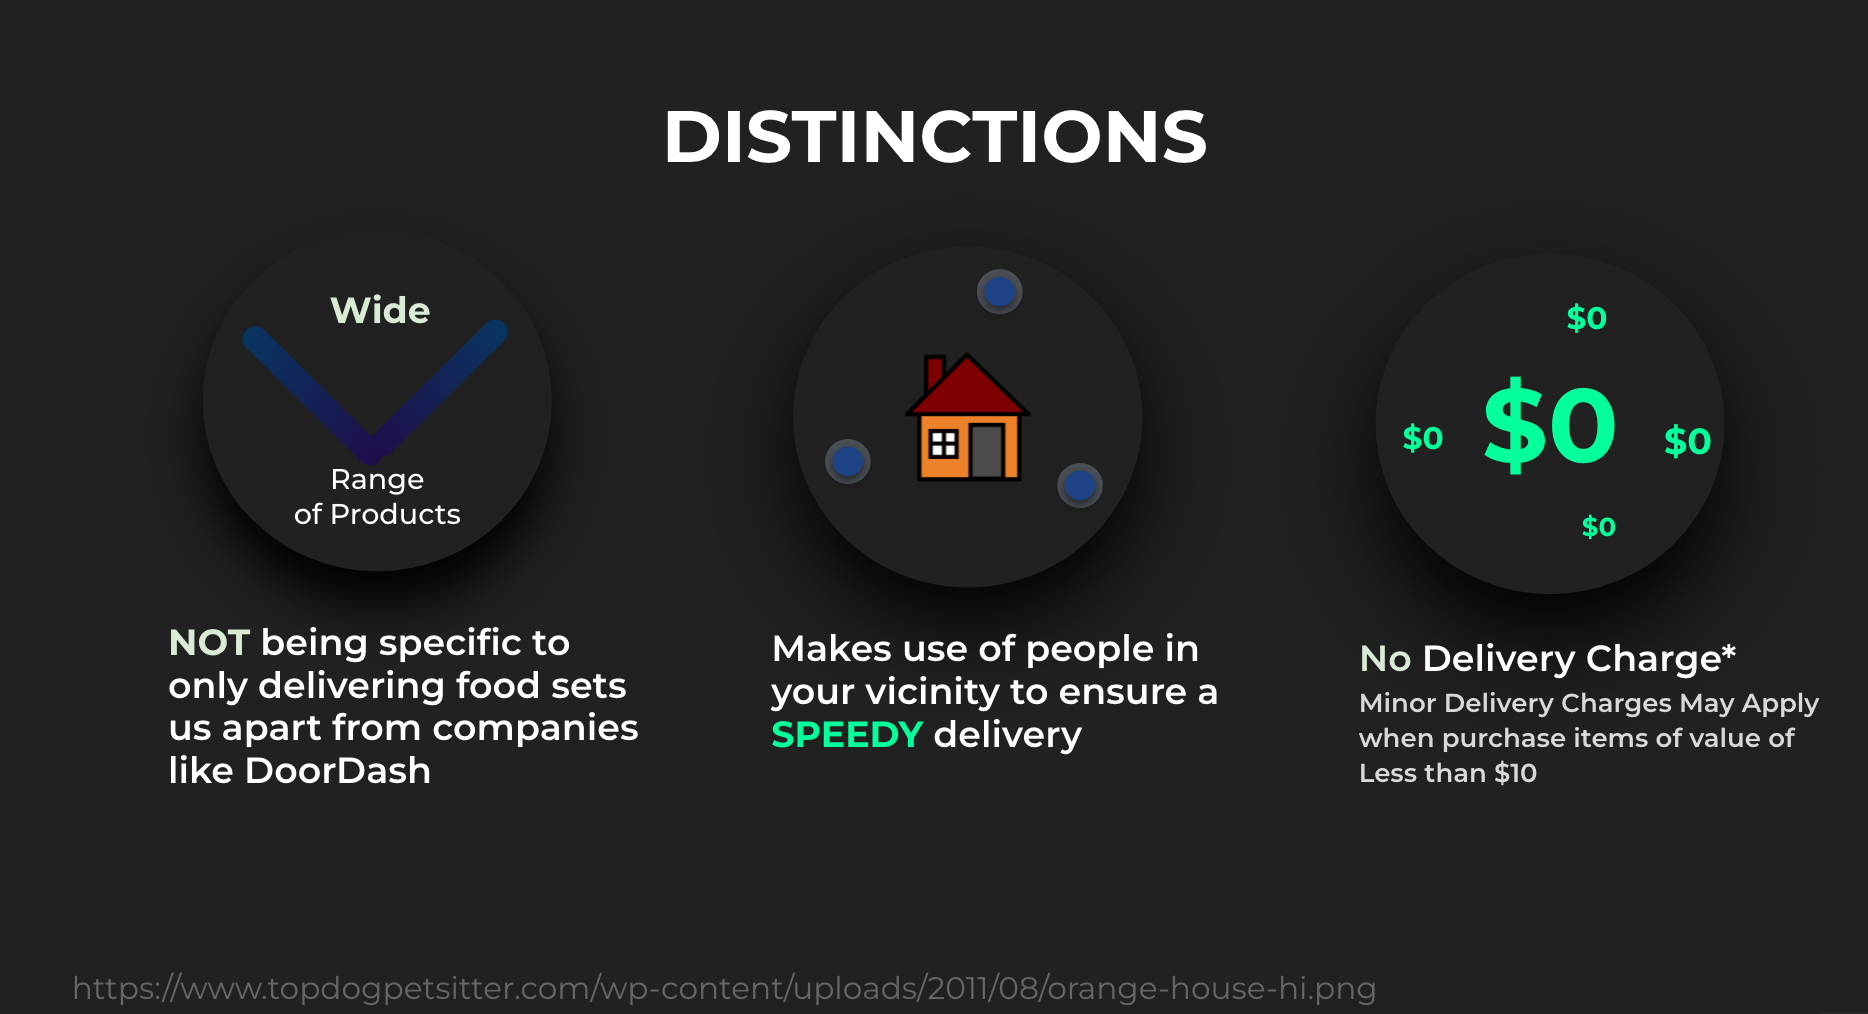 DISTINCTIONS
Wide
Range
of Products
NOT being specific to
only delivering food sets
us apart from companies
like DoorDash
Makes use of people in
your vicinity to ensure a
SPEEDY delivery
$0
$0
$0
$0
$0
No Delivery Charge*
Minor Delivery Charges May Apply
when purchase items of value of
Less than $10
https://www.topdogpetsitter.com/wp-content/uploads/2011/08/orange-house-hi.png